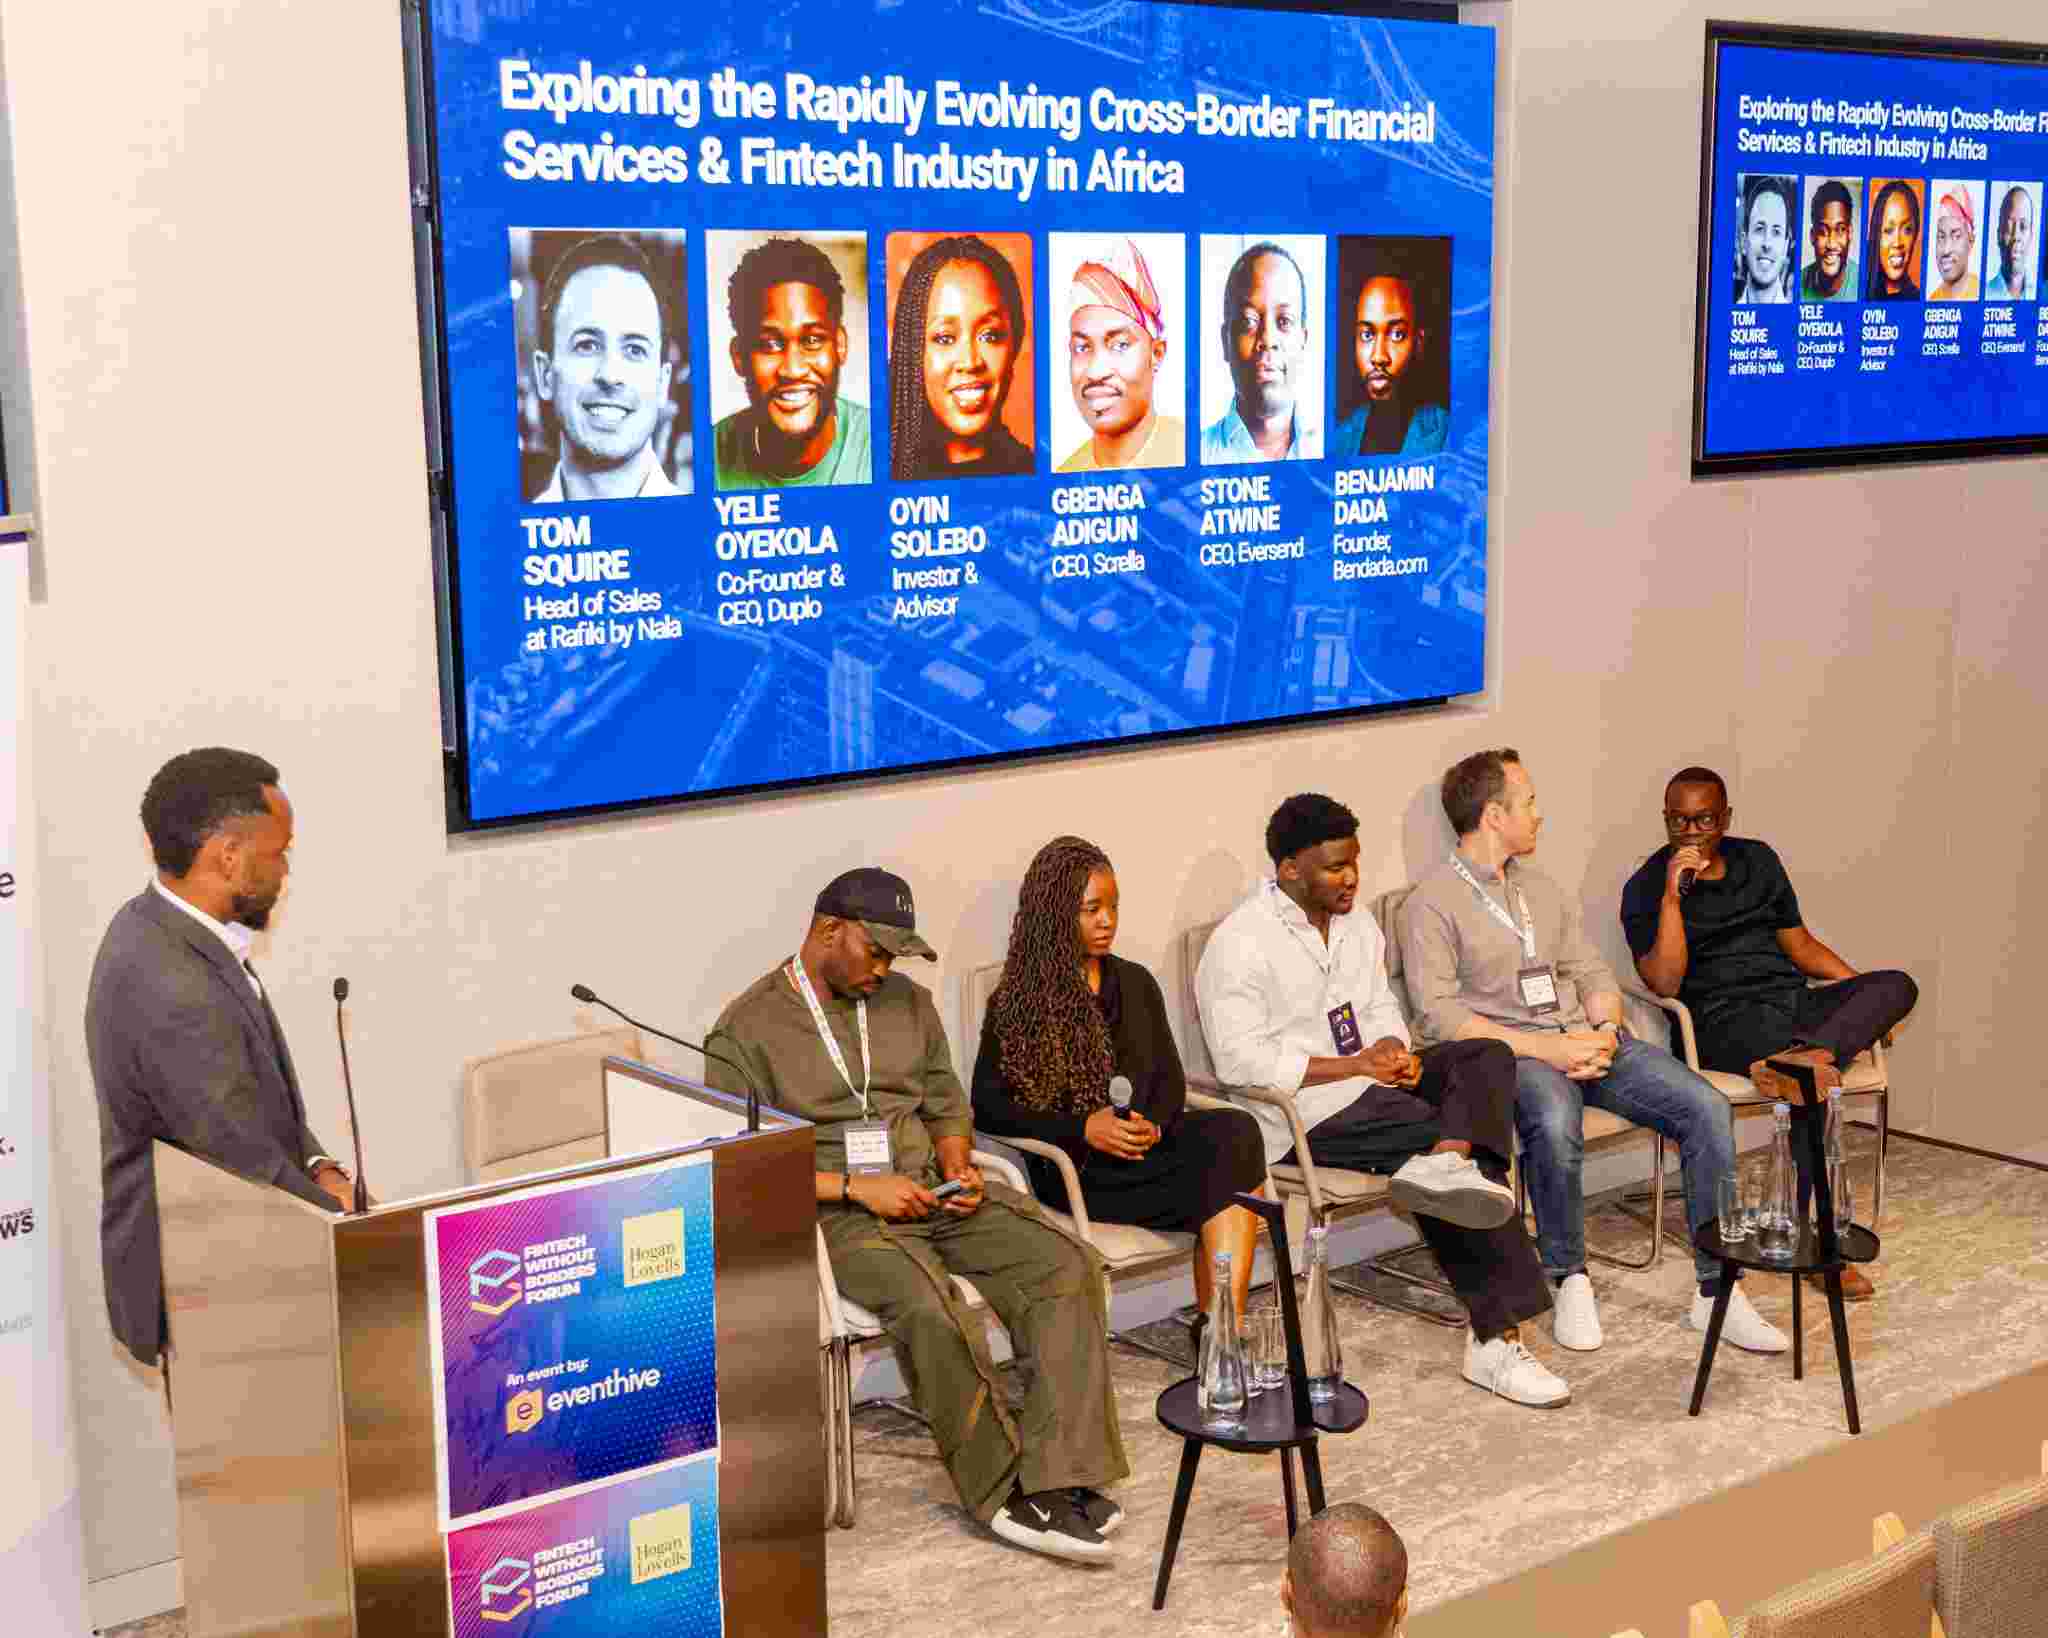 Exploring the Rapidly Evolving Cross-Border Financial
Services & Fintech Industry in Africa
TOM
SQUIRE
Head of Sales
at Rafiki by Nala
YELE
OYEKOLA
Co-Founder &
CEO, Duplo
OYIN
SOLEBO
Investor &
Advisor
GBENGA
ADIGUN
CEO, Scrella
STONE
ATWINE
CEO, Eversend
BENJAMIN
DADA
Founder,
Bendada.com
Exploring the Rapidly Evolving Cross-Border
Services & Fintech Industry in Africa
TOM
SQUIRE
Head of Sales
at Rafiki by Nala
YELE
OYEKOLA
Co-Founder &
CEO, Duplo
OYIN
SOLEBO
Investor &
Advisor
GBENGA
ADIGUN
CEO, Scrella
STONE
ATWINE
CEO, Eversend
FINTECH
WITHOUT
BORDERS
FORUM
Hogan
Lovells
An event by:
e eventhive
FINTECH
WITHOUT
BORDERS
FORUM
Hogan
Lovells